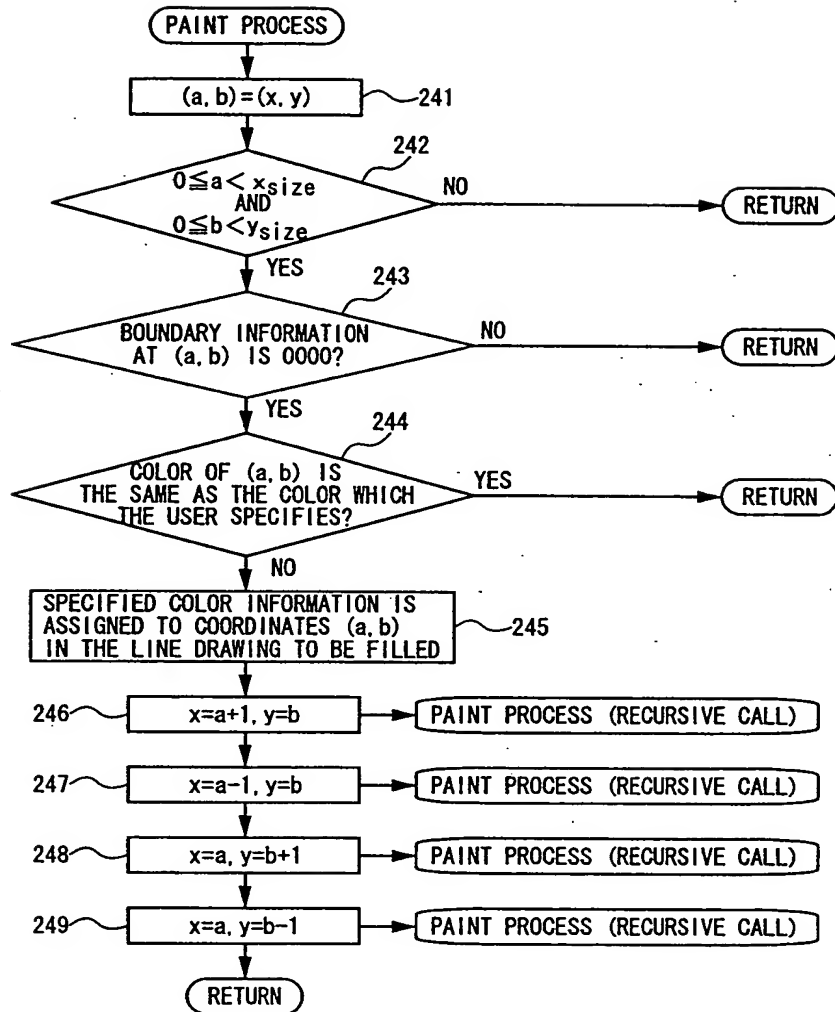 PAINT PROCESS
(a, b)=(x, y)
241
242
0≦a<xsize
AND
0≦b<ysize
NO
RETURN
YES
243
BOUNDARY INFORMATION
AT (a, b) IS 0000?
NO
RETURN
YES
244
COLOR OF (a, b) IS
THE SAME AS THE COLOR WHICH
THE USER SPECIFIES?
YES
RETURN
NO
SPECIFIED COLOR INFORMATION IS
ASSIGNED TO COORDINATES (a, b)
IN THE LINE DRAWING TO BE FILLED
245
246
x=a+1, y=b
PAINT PROCESS (RECURSIVE CALL)
247
x=a-1, y=b
PAINT PROCESS (RECURSIVE CALL)
248
x=a, y=b+1
PAINT PROCESS (RECURSIVE CALL)
249
x=a, y=b-1
PAINT PROCESS (RECURSIVE CALL)
RETURN